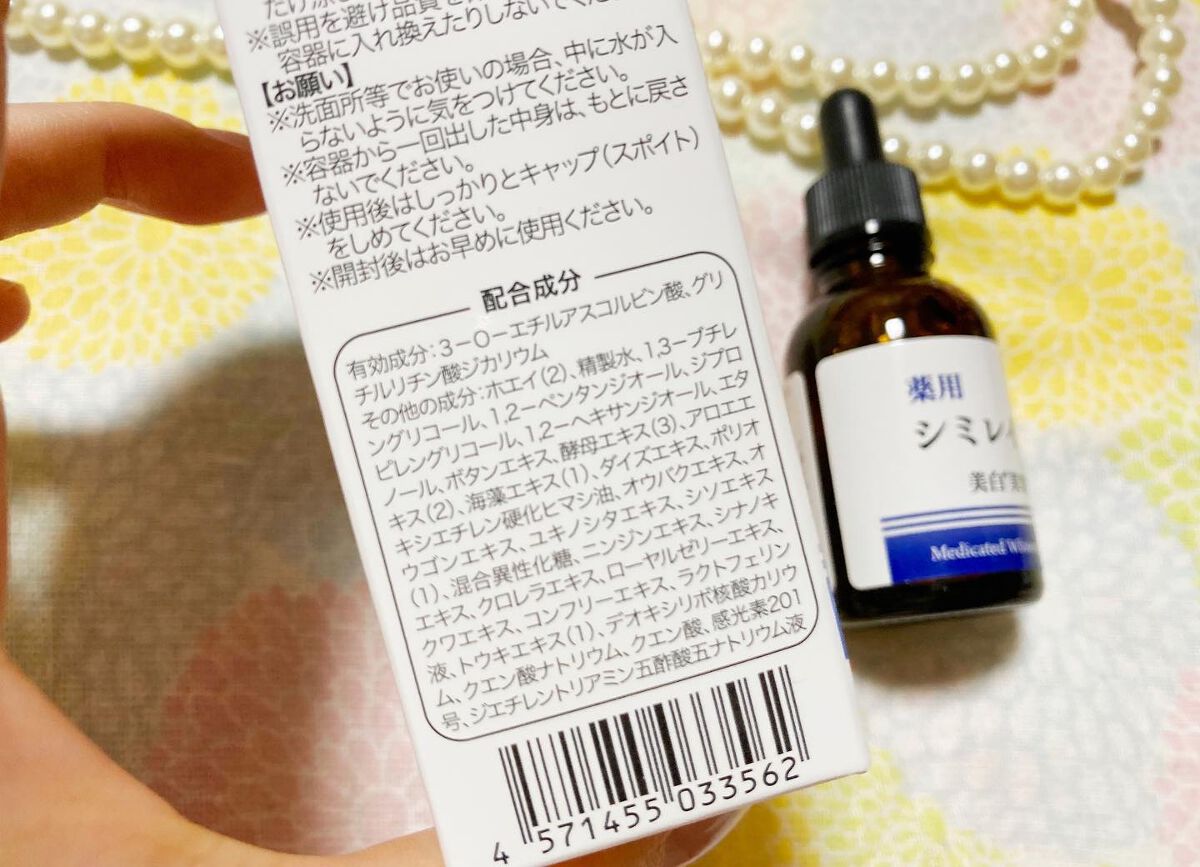 だけ涼し
※誤用を避け品質を
容器に入れ換えたりしないでくだ
【お願い】
※洗面所等でお使いの場合、中に水が入
らないように気をつけてください。
※容器から一回出した中身は、もとに戻さ
ないでください。
※使用後はしっかりとキャップ(スポイト)
をしめてください。
※開封後はお早めに使用ください。
配合成分
有効成分:3-O-エチルアスコルビン酸、グリ
チルリチン酸ジカリウム
その他の成分:ホエイ(2)、精製水、1,3-ブチレ
ングリコール、1,2-ペンタンジオール、ジプロ
ピレングリコール、1,2-ヘキサンジオール、エタ
ノール、ボタンエキス、酵母エキス(3)、アロエエ
キス(2)、海藻エキス(1)、ダイズエキス、ポリオ
キシエチレン硬化ヒマシ油、オウバクエキス、オ
ウゴンエキス、ユキノシタエキス、シソエキス
(1)、混合異性化糖、ニンジンエキス、シナノキ
エキス、クロレラエキス、ローヤルゼリーエキス、
クワエキス、コンフリーエキス、ラクトフェリン
液、トウキエキス(1)、デオキシリボ核酸カリウ
ム、クエン酸ナトリウム、クエン酸、感光素201
号、ジエチレントリアミン五酢酸五ナトリウム液
4 571455 033562
薬用
シミレ
美白
Medicated